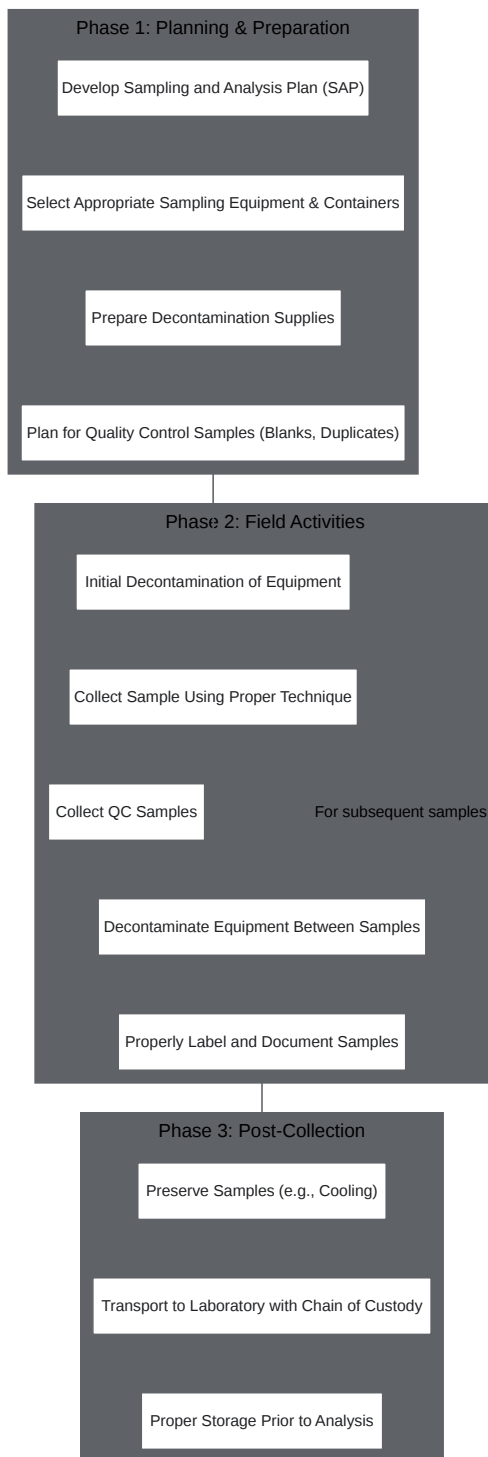 Phase 1: Planning & Preparation
Develop Sampling and Analysis Plan (SAP)
Select Appropriate Sampling Equipment & Containers
Prepare Decontamination Supplies
Plan for Quality Control Samples (Blanks, Duplicates)
Phase 2: Field Activities
Initial Decontamination of Equipment
Collect Sample Using Proper Technique
Collect QC Samples
For subsequent samples
Decontaminate Equipment Between Samples
Properly Label and Document Samples
Phase 3: Post-Collection
Preserve Samples (e.g., Cooling)
Transport to Laboratory with Chain of Custody
Proper Storage Prior to Analysis